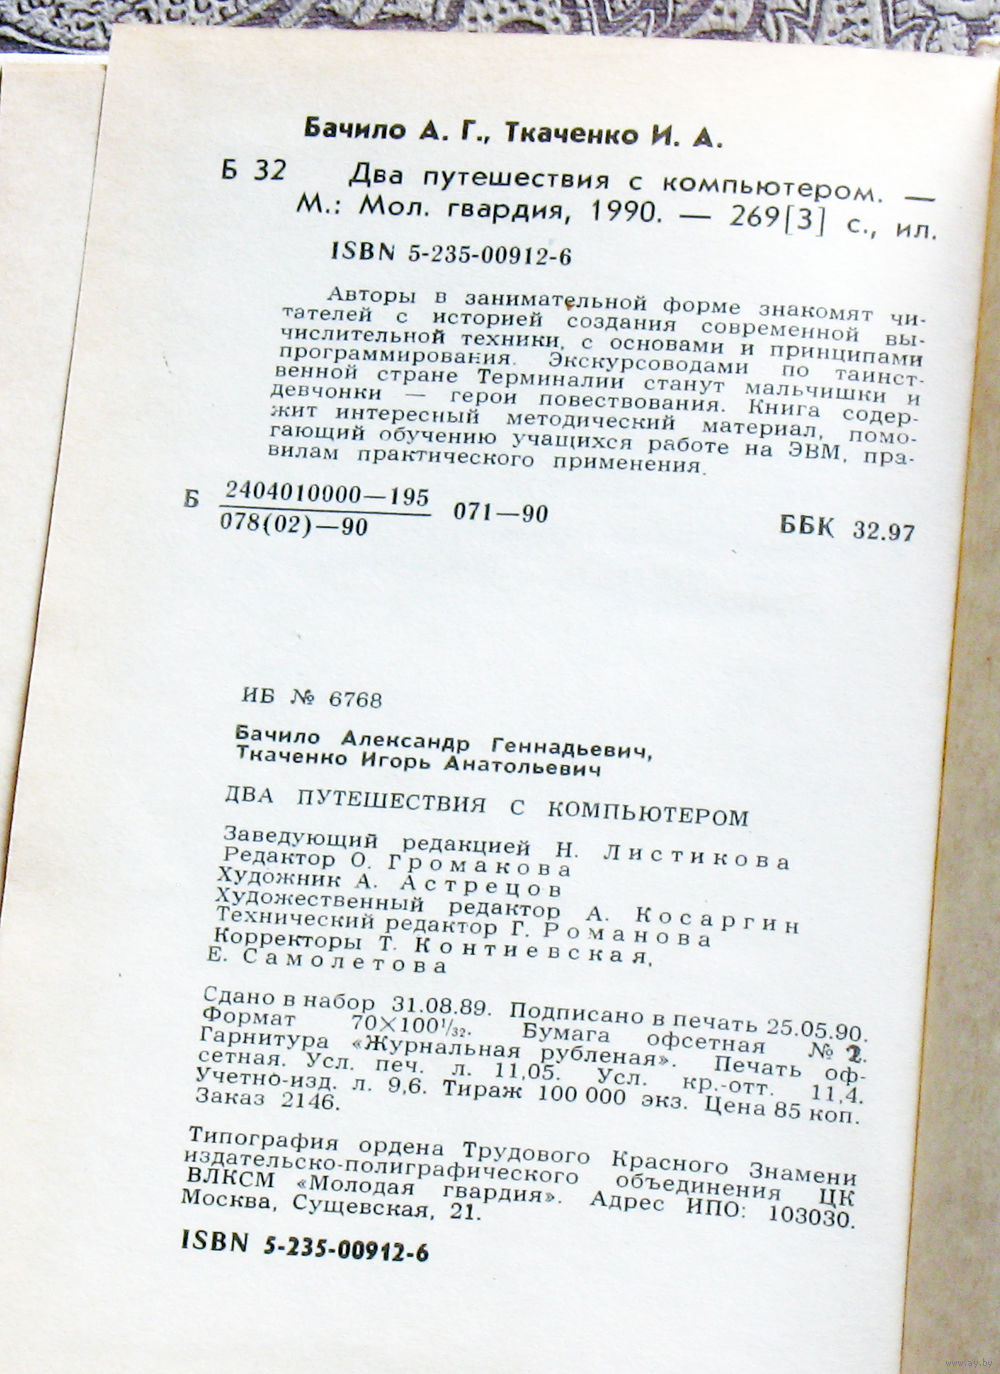 Бачило А. Г., Ткаченко И. А.
Б 32 Два путешествия с компьютером. —
М.: Мол. гвардия, 1990. — 269[3] с., ил.
ISBN 5-235-00912-6
Авторы в занимательной форме знакомят чи-
тателей с историей создания современной вы-
числительной техники, с основами и принципами
программирования. Экскурсоводами по таинст-
венной стране Терминалии станут мальчишки и
девчонки — герои повествования. Книга содер-
жит интересный методический материал, помо-
гающий обучению учащихся работе на ЭВМ, пра-
вилам практического применения.
Б 2404010000—195 071—90
078(02)—90
ББК 32.97
ИБ № 6768
Бачило Александр Геннадьевич,
Ткаченко Игорь Анатольевич
ДВА ПУТЕШЕСТВИЯ С КОМПЬЮТЕРОМ
Заведующий редакцией Н. Листикова
Редактор О. Громакова
Художник А. Астрецов
Художественный редактор А. Косаргин
Технический редактор Г. Романова
Корректоры Т. Контиевская,
Е. Самолетова
Сдано в набор 31.08.89. Подписано в печать 25.05.90.
Формат 70×100¹/₃₂. Бумага офсетная № 2.
Гарнитура «Журнальная рубленая». Печать оф-
сетная. Усл. печ. л. 11,05. Усл. кр.-отт. 11,4.
Учетно-изд. л. 9,6. Тираж 100 000 экз. Цена 85 коп.
Заказ 2146.
Типография ордена Трудового Красного Знамени
издательско-полиграфического объединения ЦК
ВЛКСМ «Молодая гвардия». Адрес ИПО: 103030.
Москва, Сущевская, 21.
ISBN 5-235-00912-6
www.ay.by